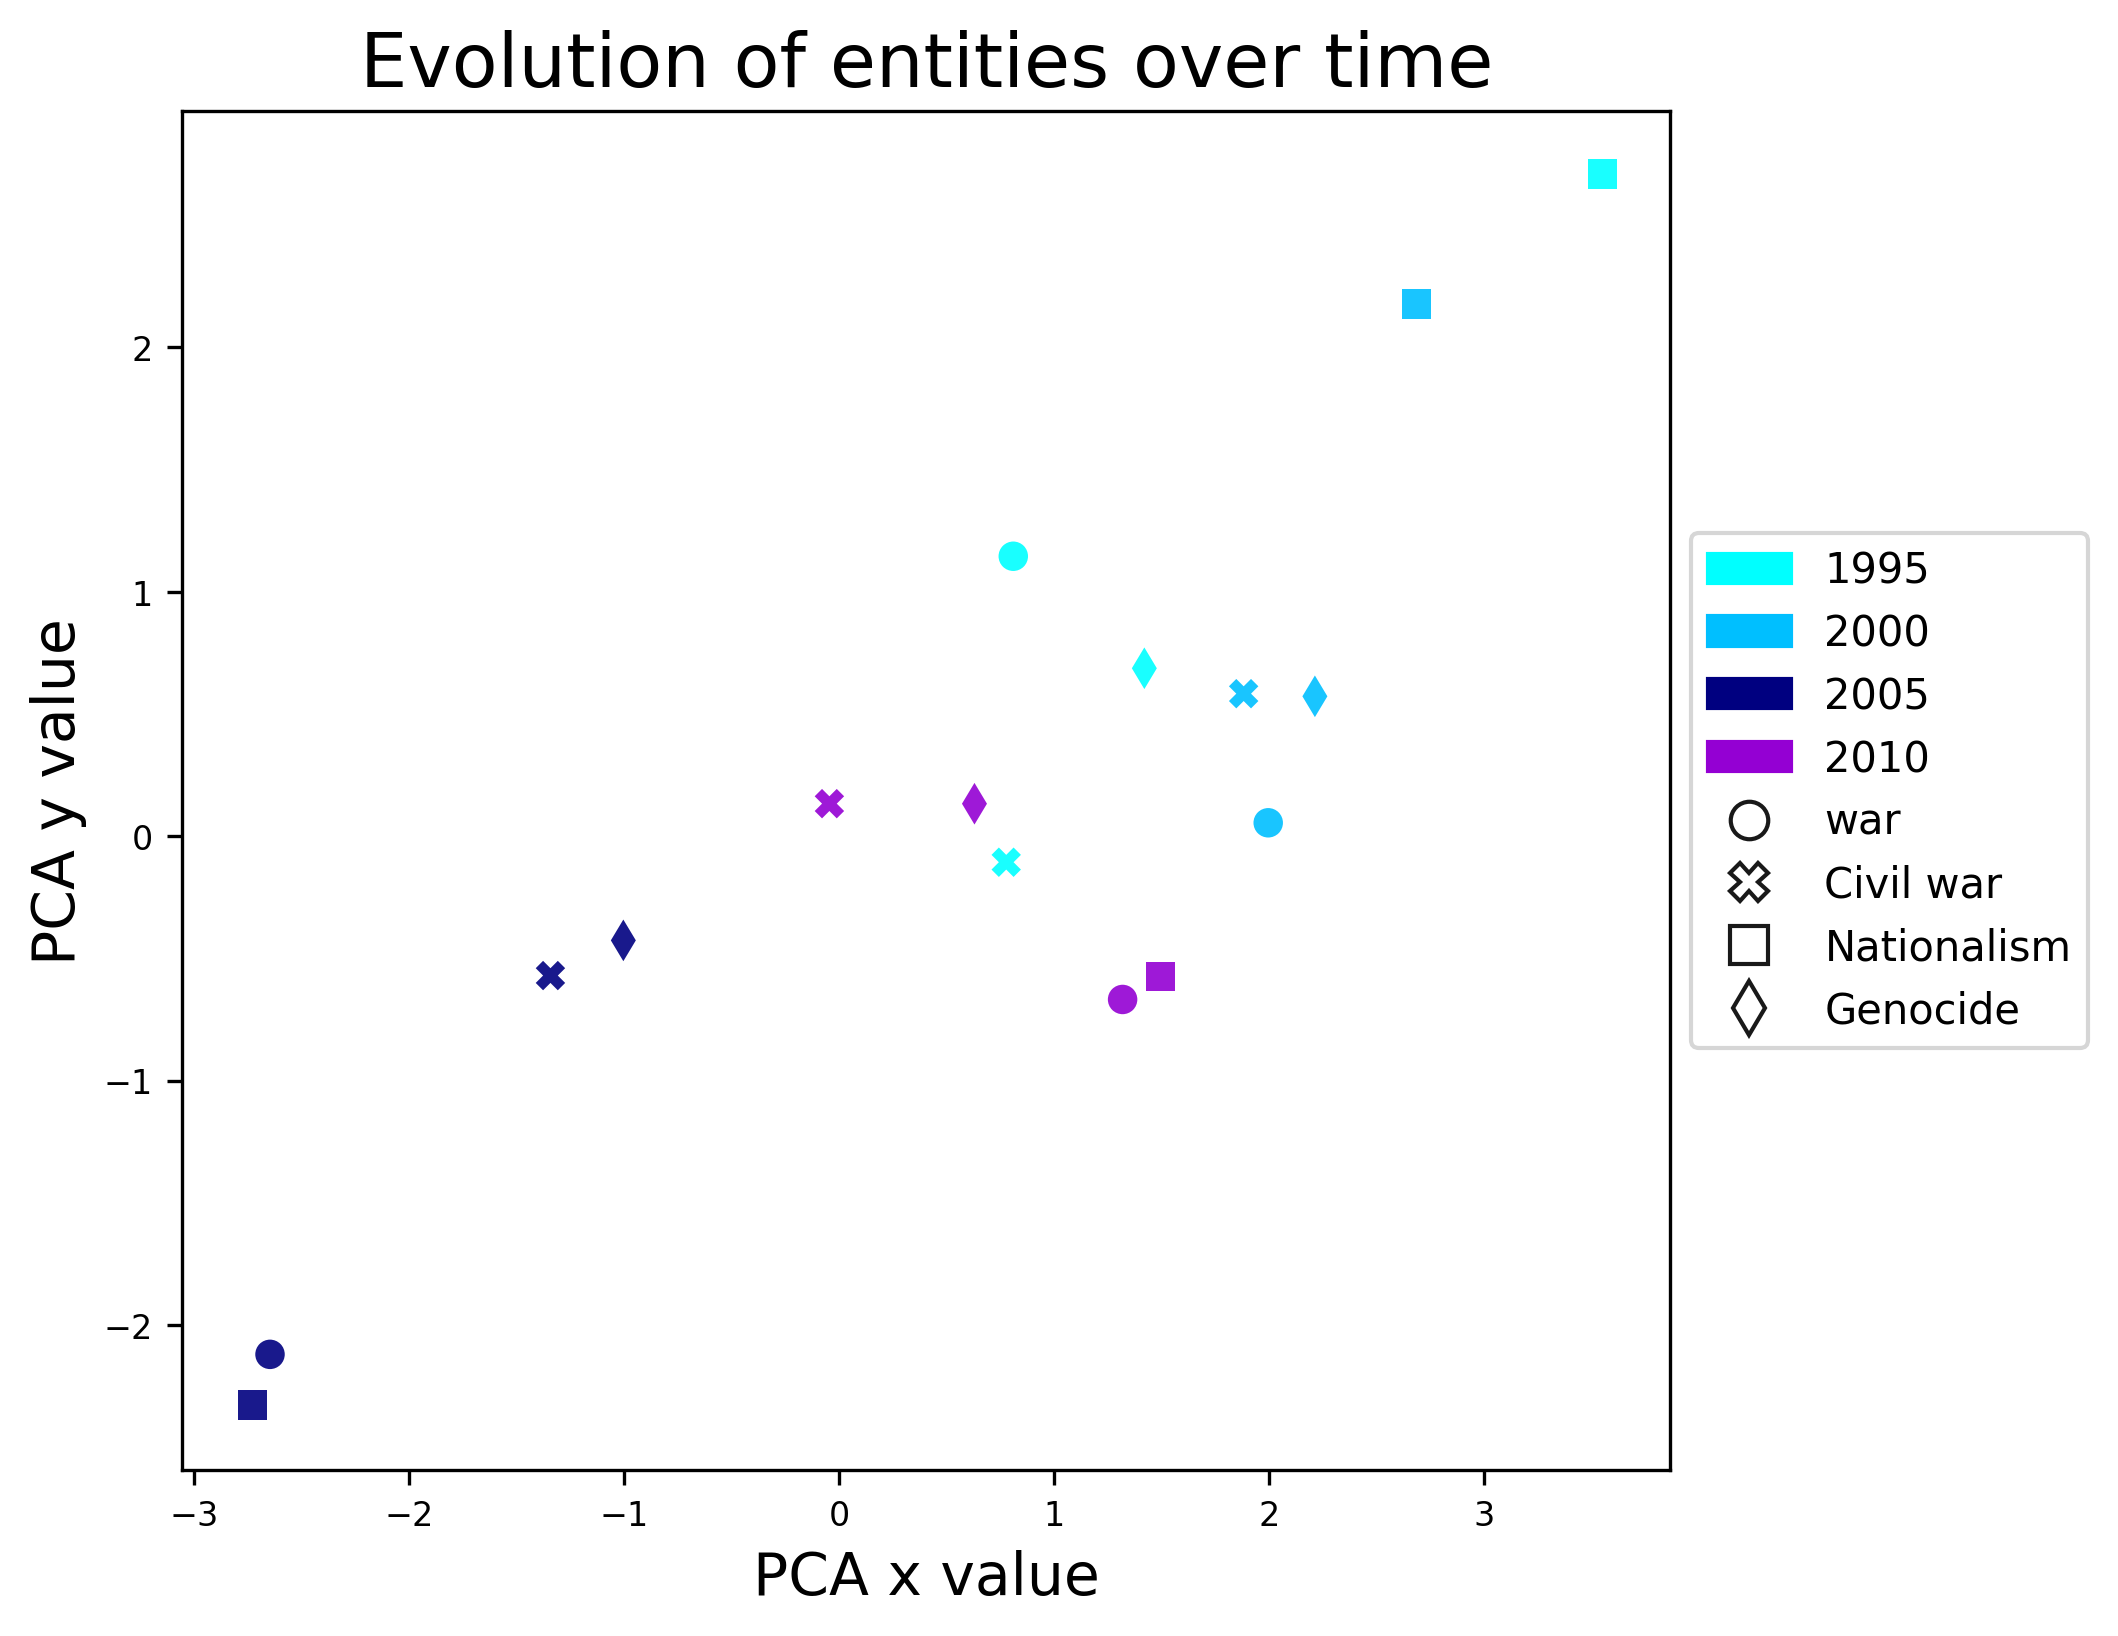 Evolution of entities over time
PCA y value
2
1
0
−1
−2
−3
−2
−1
0
1
2
3
PCA x value
1995
2000
2005
2010
war
Civil war
Nationalism
Genocide